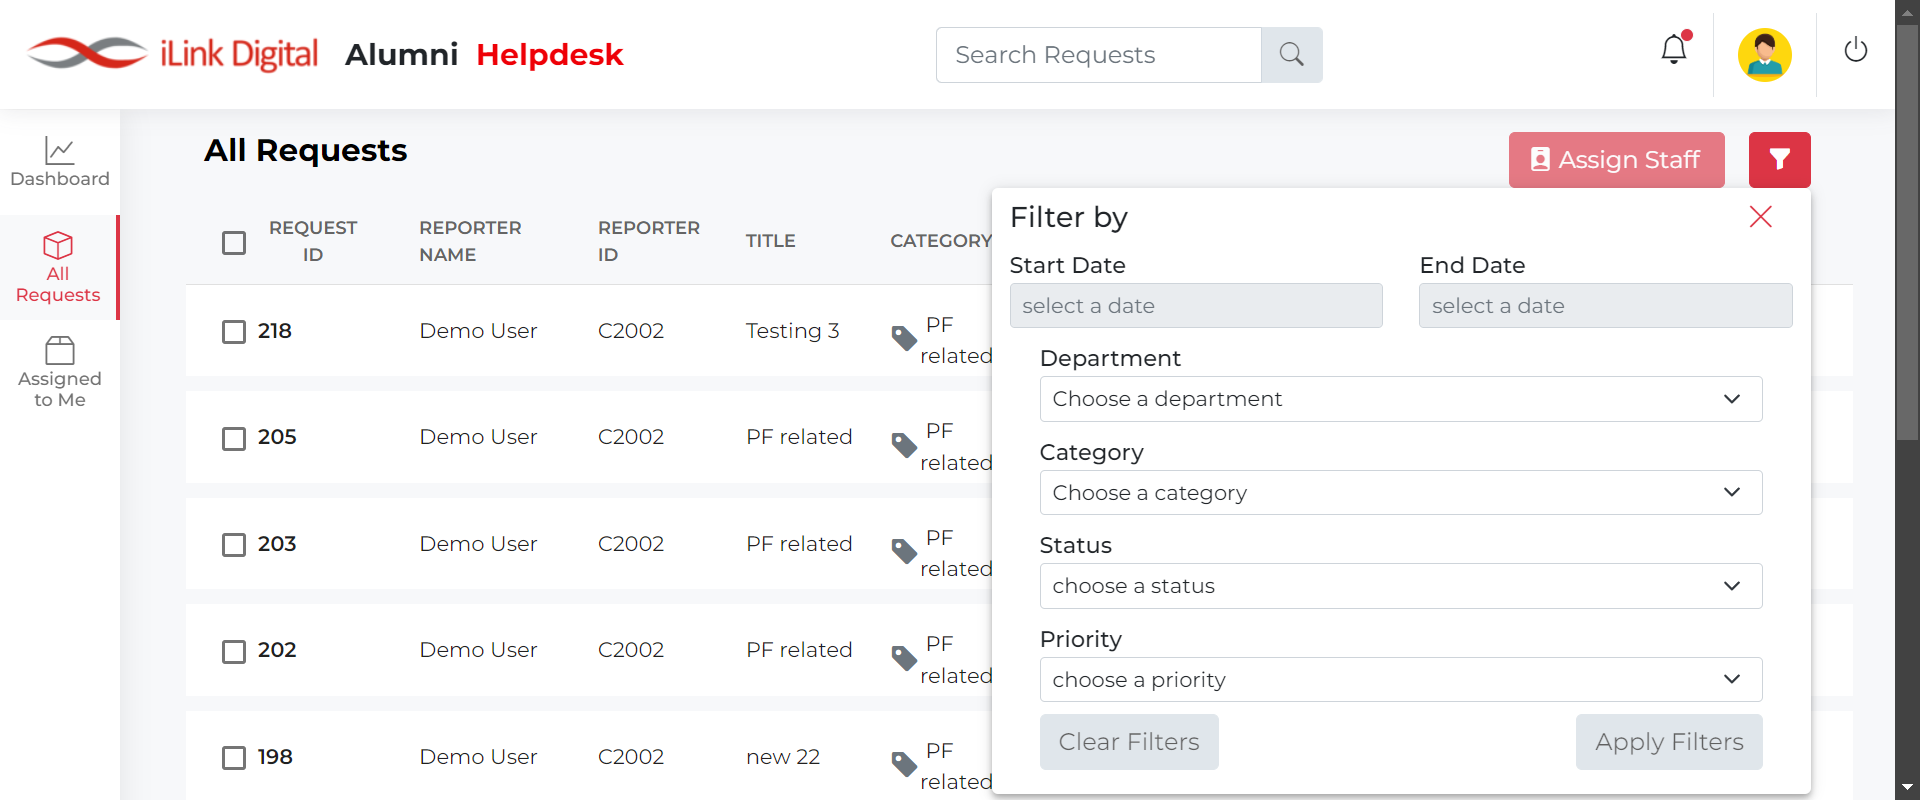 iLink Digital Alumni Helpdesk
Search Requests
Dashboard
All
Requests
Assigned
to Me
All Requests
Assign Staff
REQUEST
ID
REPORTER
NAME
REPORTER
ID
TITLE
CATEGORY
218 Demo User C2002 Testing 3 PF
related
205 Demo User C2002 PF related PF
related
203 Demo User C2002 PF related PF
related
202 Demo User C2002 PF related PF
related
198 Demo User C2002 new 22 PF
related
Filter by
Start Date End Date
select a date select a date
Department
Choose a department
Category
Choose a category
Status
choose a status
Priority
choose a priority
Clear Filters Apply Filters